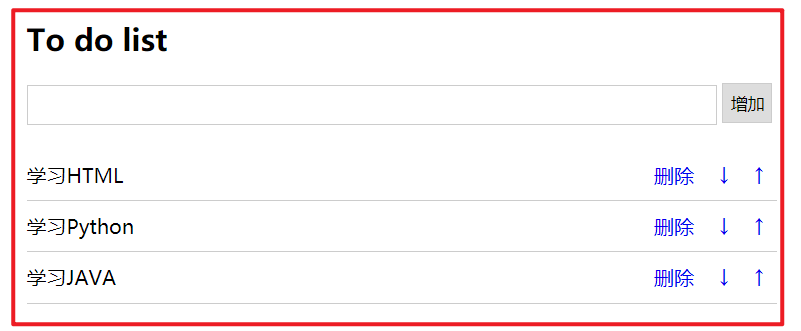 To do list
增加
学习HTML 删除 ↓ ↑
学习Python 删除 ↓ ↑
学习JAVA 删除 ↓ ↑